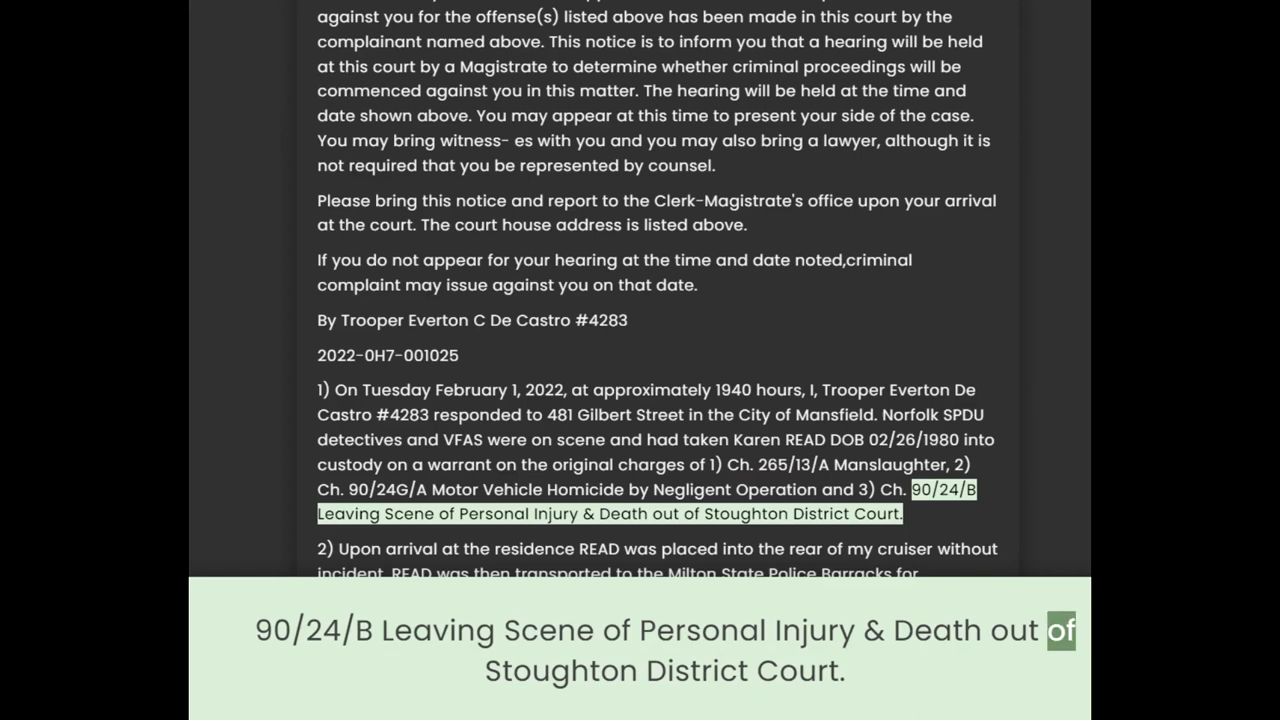 against you for the offense(s) listed above has been made in this court by the
complainant named above. This notice is to inform you that a hearing will be held
at this court by a Magistrate to determine whether criminal proceedings will be
commenced against you in this matter. The hearing will be held at the time and
date shown above. You may appear at this time to present your side of the case.
You may bring witness- es with you and you may also bring a lawyer, although it is
not required that you be represented by counsel.
Please bring this notice and report to the Clerk-Magistrate's office upon your arrival
at the court. The court house address is listed above.
If you do not appear for your hearing at the time and date noted,criminal
complaint may issue against you on that date.
By Trooper Everton C De Castro #4283
2022-0H7-001025
1) On Tuesday February 1, 2022, at approximately 1940 hours, I, Trooper Everton De
Castro #4283 responded to 481 Gilbert Street in the City of Mansfield. Norfolk SPDU
detectives and VFAS were on scene and had taken Karen READ DOB 02/26/1980 into
custody on a warrant on the original charges of 1) Ch. 265/13/A Manslaughter, 2)
Ch. 90/24G/A Motor Vehicle Homicide by Negligent Operation and 3) Ch. 90/24/B
Leaving Scene of Personal Injury & Death out of Stoughton District Court.
2) Upon arrival at the residence READ was placed into the rear of my cruiser without
incident. READ was then transported to the Milton State Police Barracks for
90/24/B Leaving Scene of Personal Injury & Death out of
Stoughton District Court.